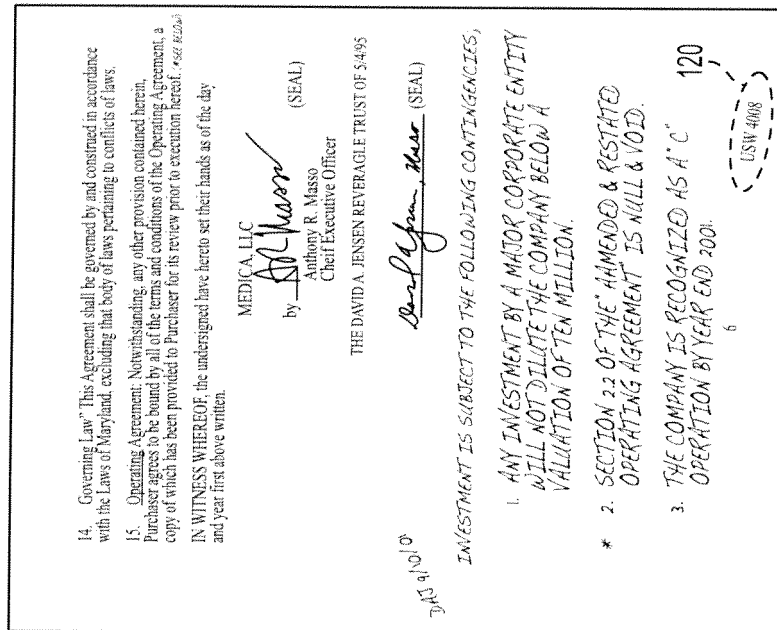 14. Governing Law" This Agreement shall be governed by and construed in accordance
with the Laws of Maryland, excluding that body of laws pertaining to conflicts of laws.
15. Operating Agreement: Notwithstanding, any other provision contained herein,
Purchaser agrees to be bound by all of the terms and conditions of the Operating Agreement, a
copy of which has been provided to Purchaser for its review prior to execution hereof. (*SEE BELOW)
IN WITNESS WHEREOF, the undersigned have hereto set their hands as of the day
and year first above written.
MEDICA, LLC
by (SEAL)
Anthony R. Masso
Cheif Executive Officer
THE DAVID A. JENSEN REVERAGLE TRUST OF 5/4/95
(SEAL)
DAJ 9/10/01
INVESTMENT IS SUBJECT TO THE FOLLOWING CONTINGENCIES,
1. ANY INVESTMENT BY A MAJOR CORPORATE ENTITY
WILL NOT DILUTE THE COMPANY BELOW A
VALUATION OF TEN MILLION.
* 2. SECTION 2.2 OF THE "AAMENDED & RESTATED
OPERATING AGREEMENT" IS NULL & VOID.
3. THE COMPANY IS RECOGNIZED AS A "C"
OPERATION BY YEAR END 2001.
6
120
USW 4008